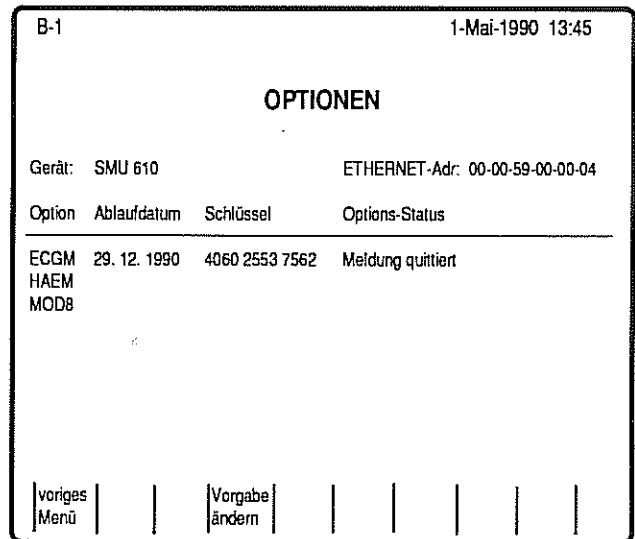 B-1 1-Mai-1990 13:45
OPTIONEN
Gerät: SMU 610 ETHERNET-Adr: 00-00-59-00-00-04
Option Ablaufdatum Schlüssel Options-Status
ECGM 29. 12. 1990 4060 2553 7562 Meldung quittiert
HAEM
MOD8
voriges Vorgabe
Menü ändern